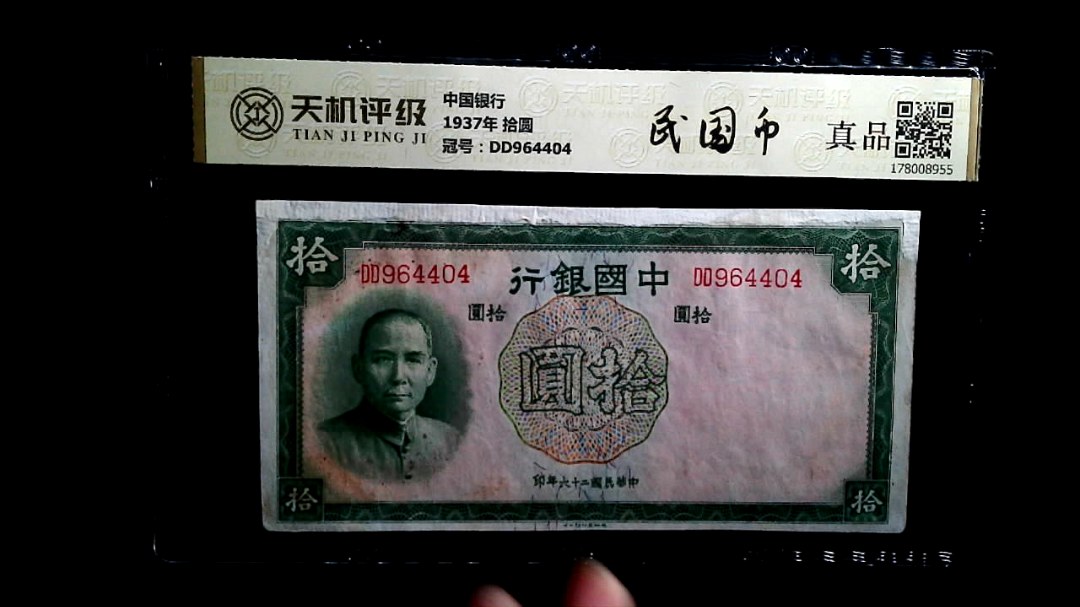 天机评级
TIAN JI PING JI
中国银行
1937年 拾圆
冠号：DD964404
民国币
真品
178008955
拾
拾
DD964404
行銀國中
DD964404
圓拾
圓拾
圓拾
印年六十二國民華中
拾
拾